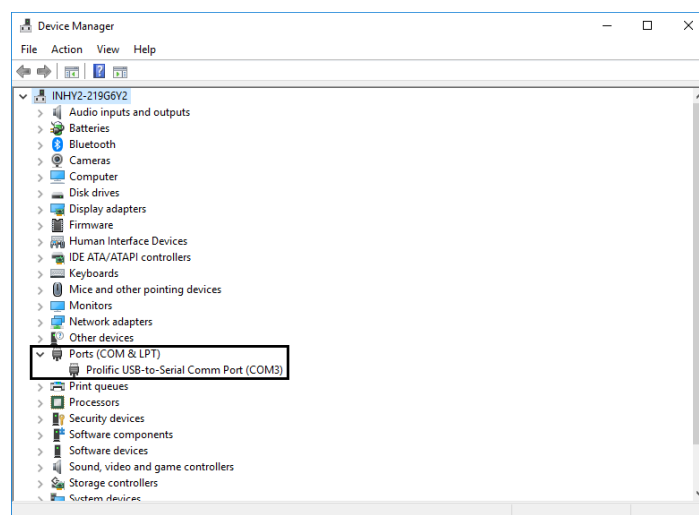 Device Manager
File Action View Help
INHY2-219G6Y2
Audio inputs and outputs
Batteries
Bluetooth
Cameras
Computer
Disk drives
Display adapters
Firmware
Human Interface Devices
IDE ATA/ATAPI controllers
Keyboards
Mice and other pointing devices
Monitors
Network adapters
Other devices
Ports (COM & LPT)
Prolific USB-to-Serial Comm Port (COM3)
Print queues
Processors
Security devices
Software components
Software devices
Sound, video and game controllers
Storage controllers
System devices